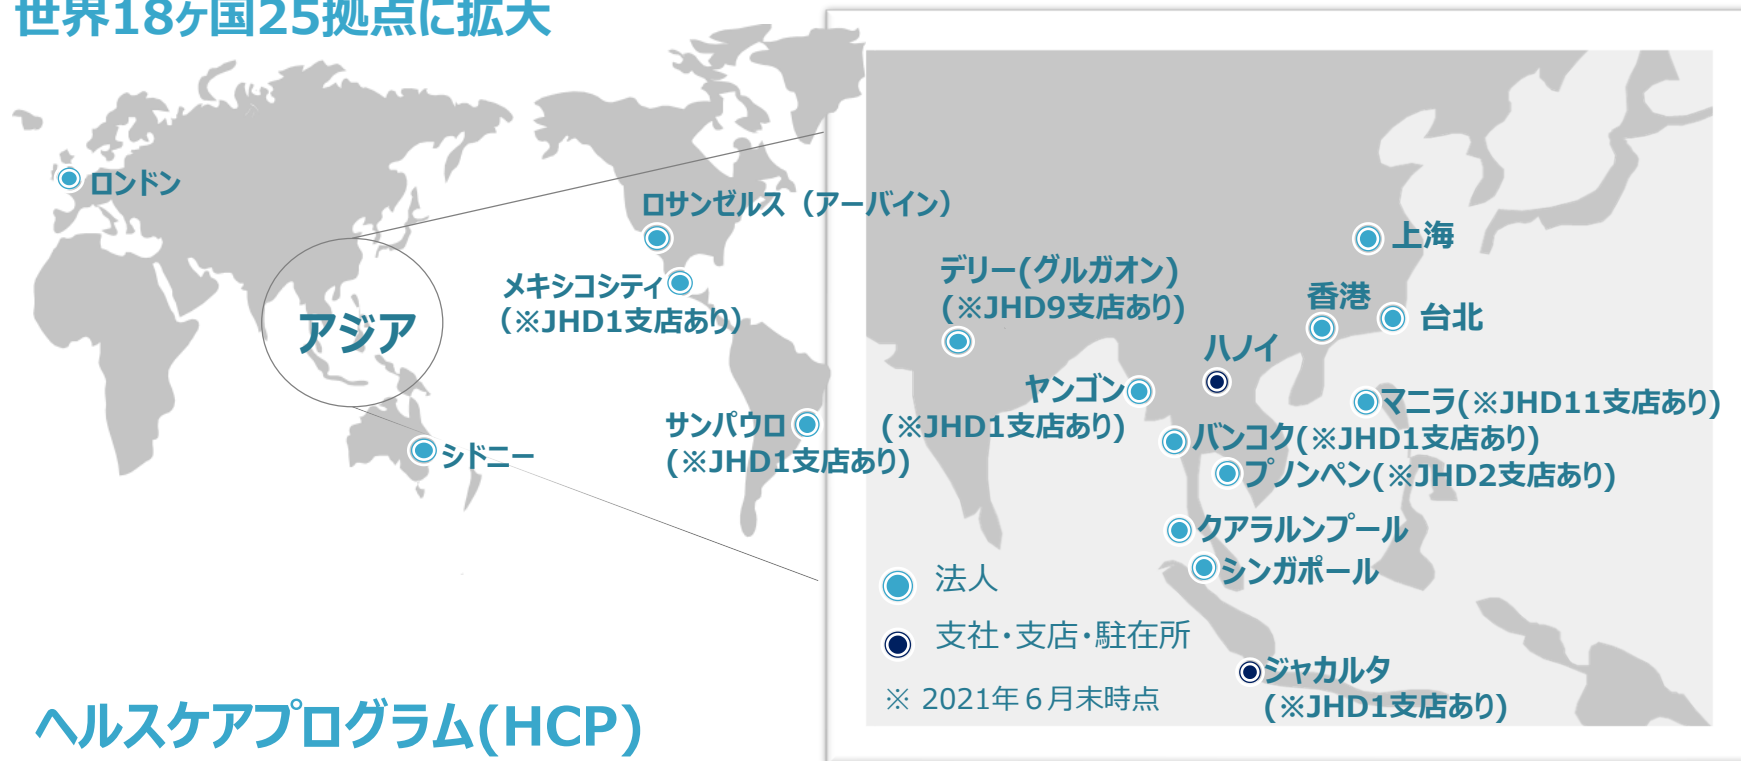 世界18ヶ国25拠点に拡大
ロンドン
アジア
シドニー
ロサンゼルス（アーバイン）
メキシコシティ
（※JHD1支店あり）
サンパウロ
(※JHD1支店あり)
デリー(グルガオン)
(※JHD9支店あり)
上海
香港
台北
ハノイ
ヤンゴン
(※JHD1支店あり)
マニラ(※JHD11支店あり)
バンコク(※JHD1支店あり)
プノンペン(※JHD2支店あり)
クアラルンプール
シンガポール
ジャカルタ
(※JHD1支店あり)
法人
支社・支店・駐在所
※ 2021年６月末時点
ヘルスケアプログラム(HCP)